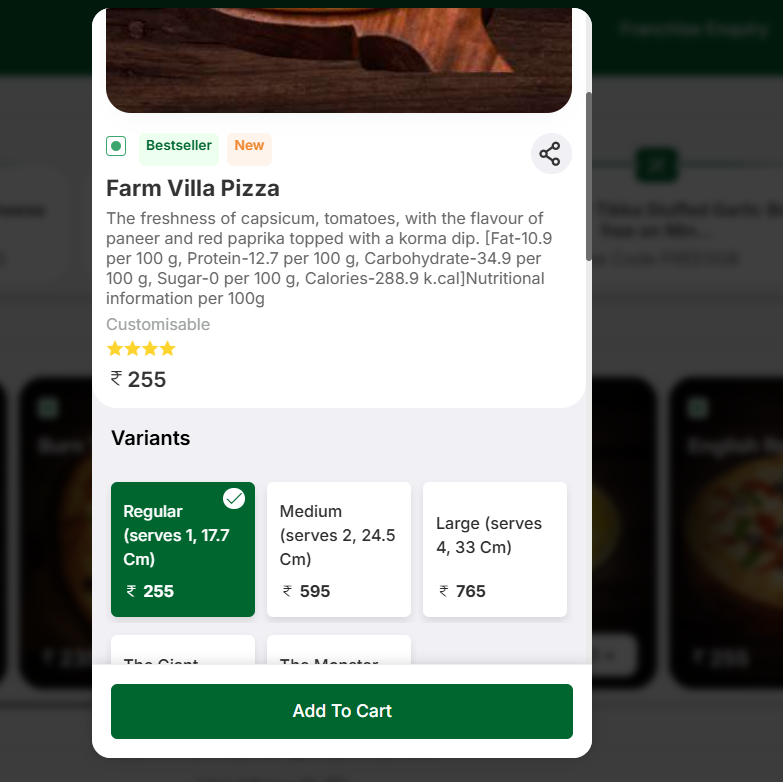 Franchise Enquiry
Bestseller New
Farm Villa Pizza
The freshness of capsicum, tomatoes, with the flavour of
paneer and red paprika topped with a korma dip. [Fat-10.9
per 100 g, Protein-12.7 per 100 g, Carbohydrate-34.9 per
100 g, Sugar-0 per 100 g, Calories-288.9 k.cal]Nutritional
information per 100g
Customisable
₹ 255
Variants
Regular
(serves 1, 17.7
Cm)
₹ 255
Medium
(serves 2, 24.5
Cm)
₹ 595
Large (serves
4, 33 Cm)
₹ 765
The Giant
The Monster
Add To Cart
₹ 255